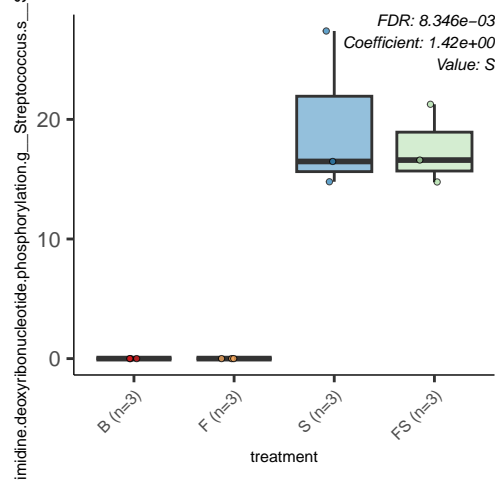 FDR: 8.346e−03
Coefficient: 1.42e+00
Value: S
imidine.deoxyribonucleotide.phosphorylation.g__Streptococcus.s__S
20
10
0
B (n=3)
F (n=3)
S (n=3)
FS (n=3)
treatment